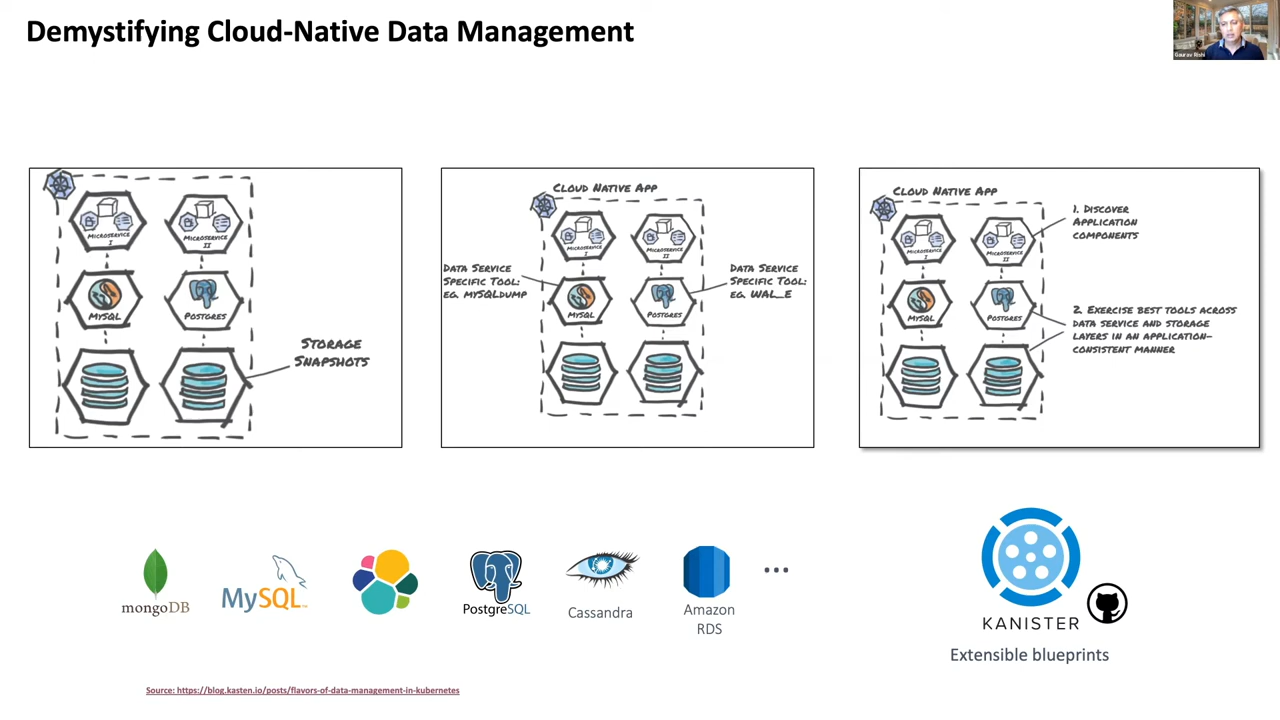 Demystifying Cloud-Native Data Management
Gaurav Rishi
MICROSERVICE
I
MICROSERVICE
II
MYSQL
POSTGRES
STORAGE
SNAPSHOTS
CLOUD NATIVE APP
MICROSERVICE
I
MICROSERVICE
II
DATA SERVICE
SPECIFIC TOOL:
EG. MYSQLDUMP
MYSQL
POSTGRES
DATA SERVICE
SPECIFIC TOOL:
EG. WAL_E
CLOUD NATIVE APP
MICROSERVICE
I
MICROSERVICE
II
MYSQL
POSTGRES
1. DISCOVER
APPLICATION
COMPONENTS
2. EXERCISE BEST TOOLS ACROSS
DATA SERVICE AND STORAGE
LAYERS IN AN APPLICATION-
CONSISTENT MANNER
mongoDB
MySQL™
PostgreSQL
Cassandra
Amazon
RDS
...
KANISTER
Extensible blueprints
Source: https://blog.kasten.io/posts/flavors-of-data-management-in-kubernetes